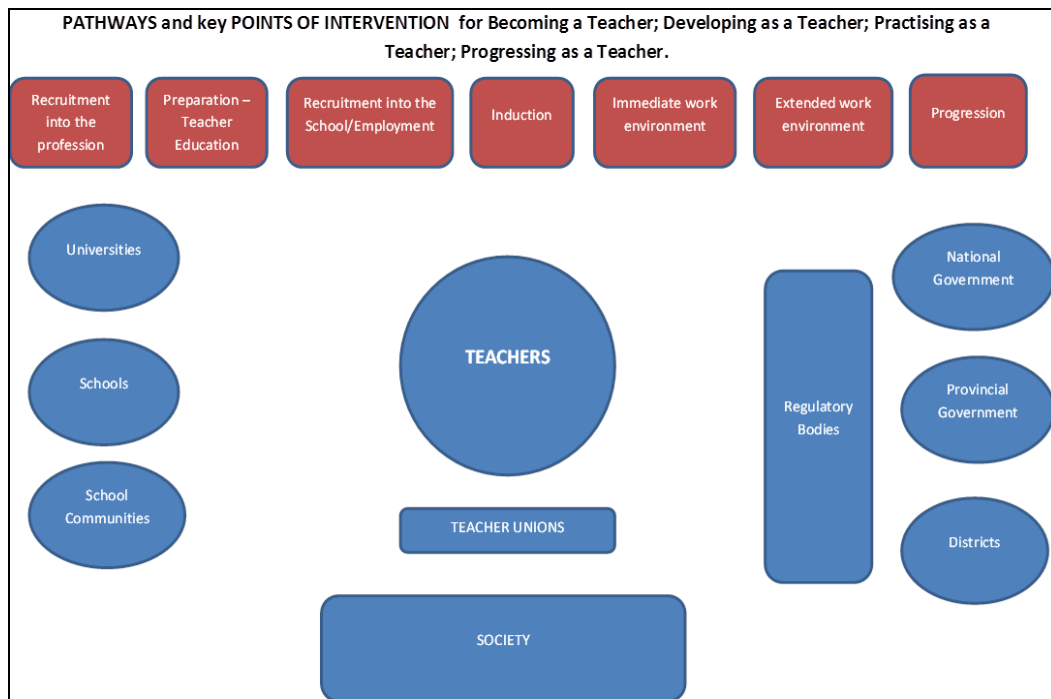 PATHWAYS and key POINTS OF INTERVENTION for Becoming a Teacher; Developing as a Teacher; Practising as a
Teacher; Progressing as a Teacher.
Recruitment
into the
profession
Preparation –
Teacher
Education
Recruitment into the
School/Employment
Induction
Immediate work
environment
Extended work
environment
Progression
Universities
Schools
School
Communities
TEACHERS
TEACHER UNIONS
SOCIETY
Regulatory
Bodies
National
Government
Provincial
Government
Districts